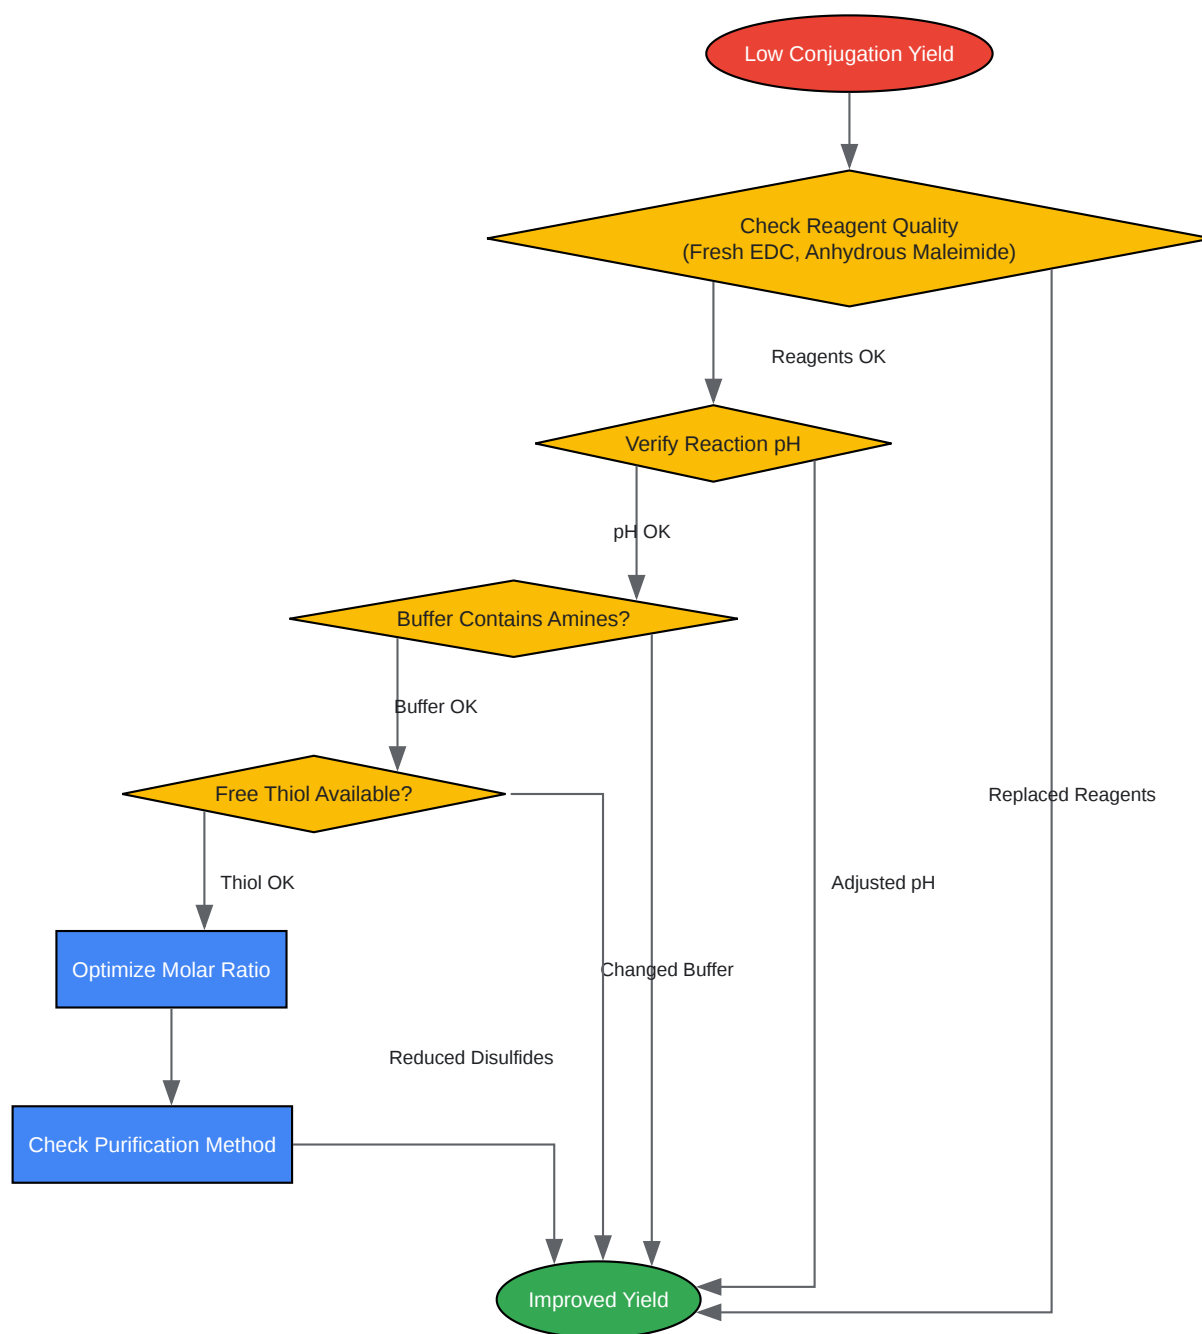 Low Conjugation Yield
Check Reagent Quality
(Fresh EDC, Anhydrous Maleimide)
Reagents OK
Verify Reaction pH
pH OK
Buffer Contains Amines?
Buffer OK
Free Thiol Available?
Replaced Reagents
Thiol OK
Adjusted pH
Optimize Molar Ratio
Changed Buffer
Reduced Disulfides
Check Purification Method
Improved Yield